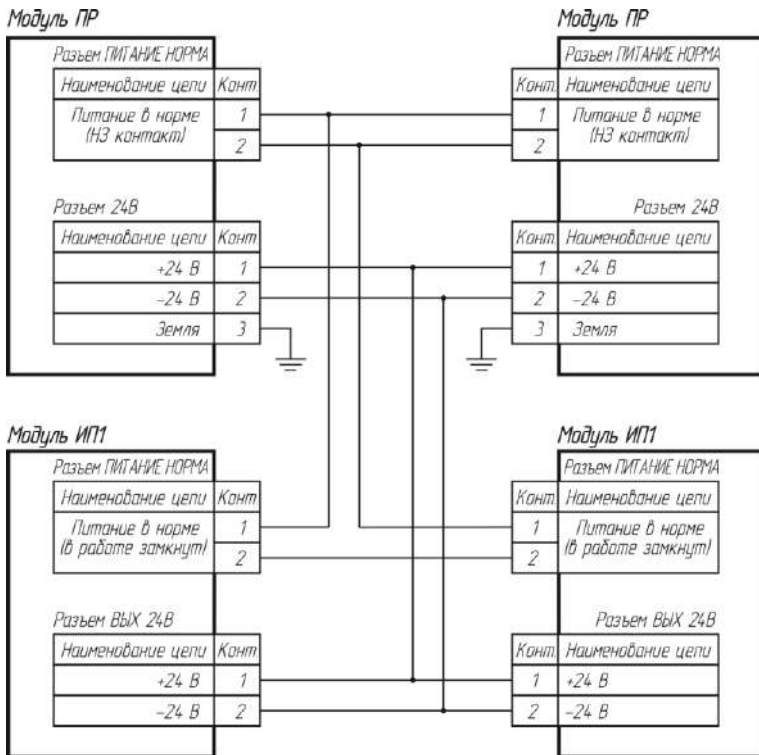 Модуль ПР
Разъем ПИТАНИЕ НОРМА
Наименование цепи Конт.
Питание в норме 1
(НЗ контакт)
2
Разъем 24В
Наименование цепи Конт.
+24 В 1
-24 В 2
Земля 3
Модуль ПР
Разъем ПИТАНИЕ НОРМА
Конт. Наименование цепи
1 Питание в норме
(НЗ контакт)
2
Разъем 24В
Конт. Наименование цепи
1 +24 В
2 -24 В
3 Земля
Модуль ИП1
Разъем ПИТАНИЕ НОРМА
Наименование цепи Конт.
Питание в норме 1
(в работе замкнут)
2
Разъем ВЫХ 24В
Наименование цепи Конт.
+24 В 1
-24 В 2
Модуль ИП1
Разъем ПИТАНИЕ НОРМА
Конт. Наименование цепи
1 Питание в норме
(в работе замкнут)
2
Разъем ВЫХ 24В
Конт. Наименование цепи
1 +24 В
2 -24 В